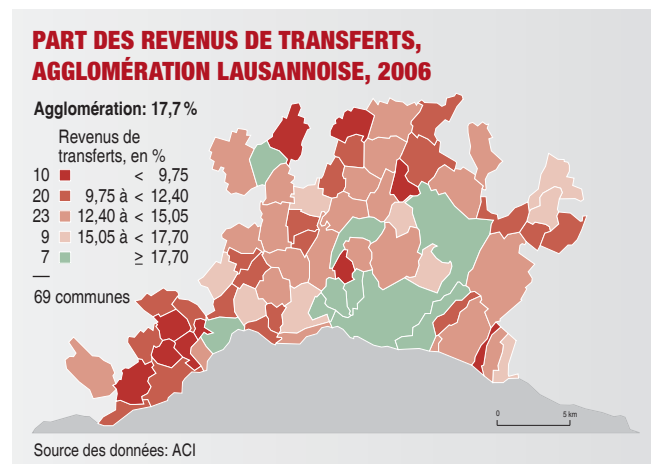 PART DES REVENUS DE TRANSFERTS,
AGGLOMÉRATION LAUSANNOISE, 2006
Agglomération: 17,7 %
Revenus de
transferts, en %
10 < 9,75
20 9,75 à < 12,40
23 12,40 à < 15,05
9 15,05 à < 17,70
7 ≥ 17,70
—
69 communes
0 5 km
Source des données: ACI